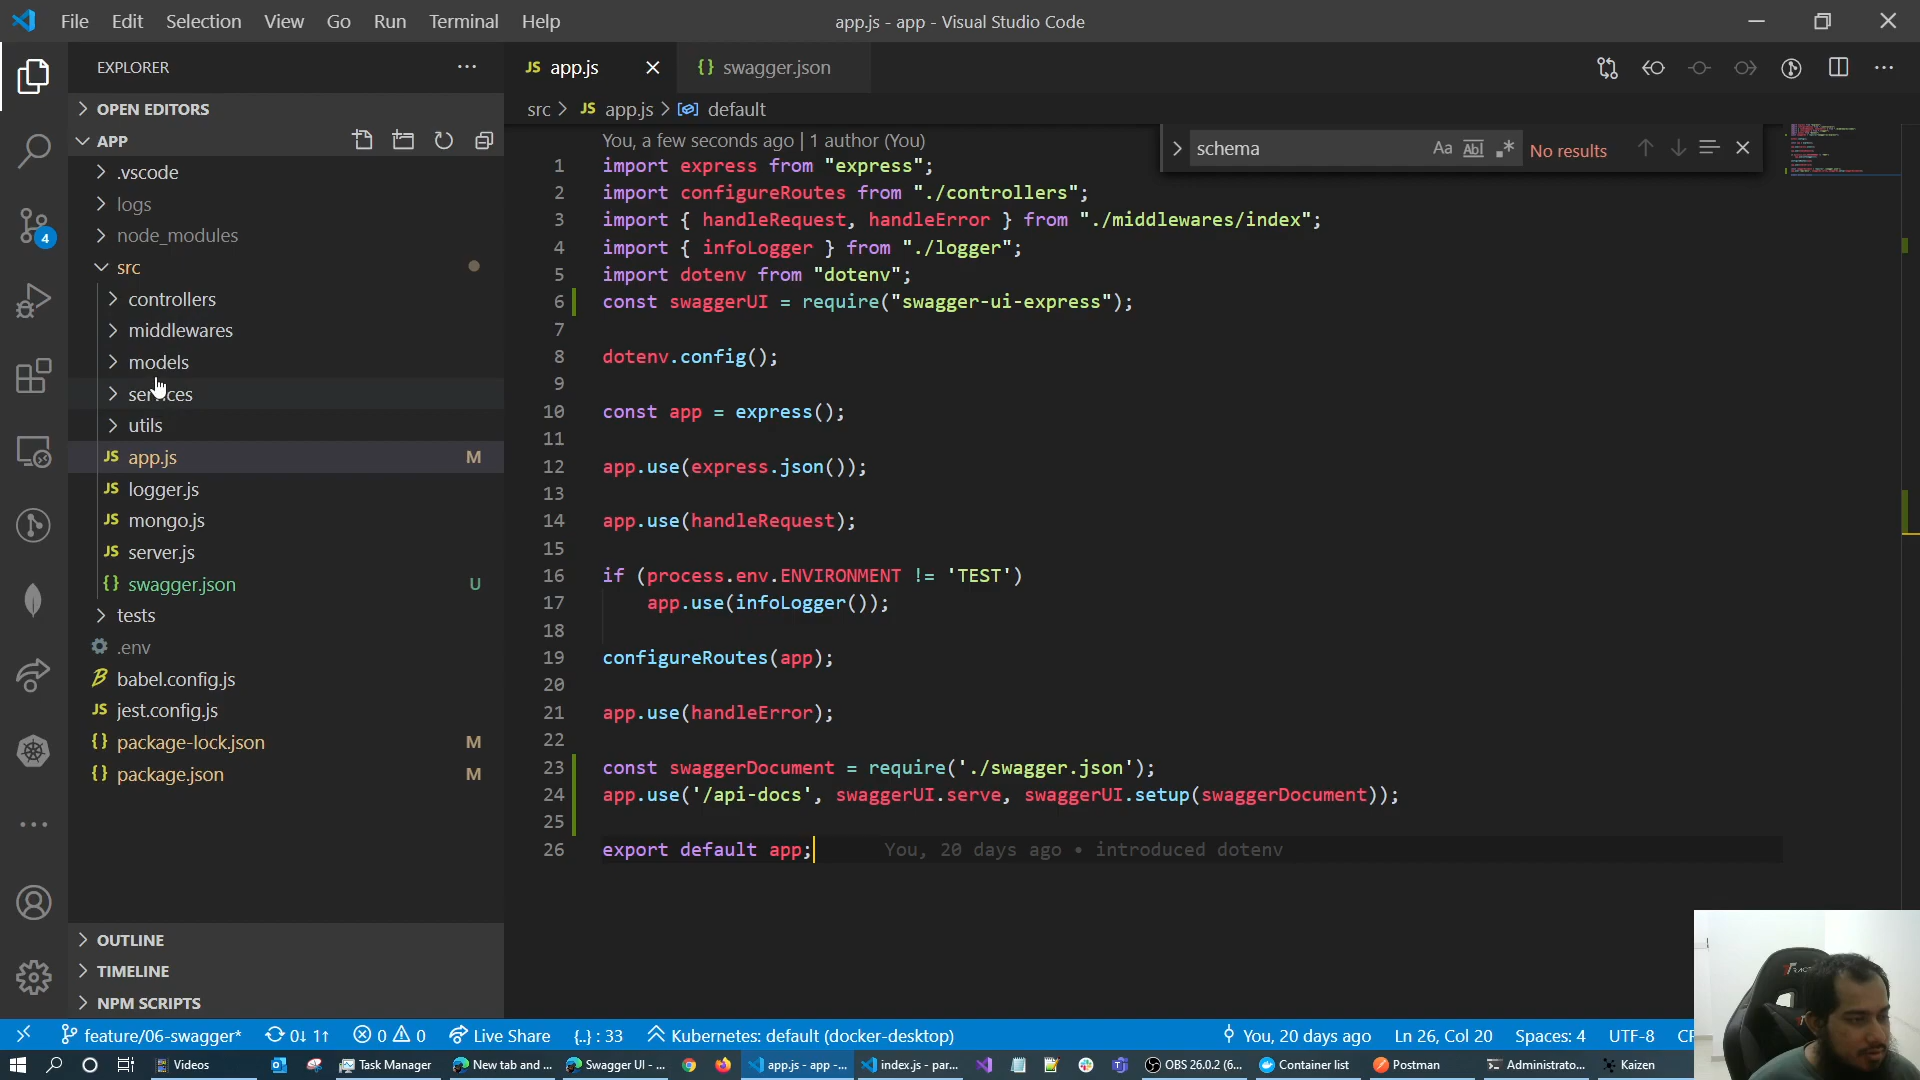 File Edit Selection View Go Run Terminal Help
app.js - app - Visual Studio Code
EXPLORER
OPEN EDITORS
APP
.vscode
logs
node_modules
src
controllers
middlewares
models
services
utils
JS app.js M
JS logger.js
JS mongo.js
JS server.js
{} swagger.json U
tests
.env
babel.config.js
JS jest.config.js
{} package-lock.json M
{} package.json M
OUTLINE
TIMELINE
NPM SCRIPTS
4
JS app.js
{} swagger.json
src > JS app.js > default
schema
Aa Abl .* No results
You, a few seconds ago | 1 author (You)
1 import express from "express";
2 import configureRoutes from "./controllers";
3 import { handleRequest, handleError } from "./middlewares/index";
4 import { infoLogger } from "./logger";
5 import dotenv from "dotenv";
6 const swaggerUI = require("swagger-ui-express");
7
8 dotenv.config();
9
10 const app = express();
11
12 app.use(express.json());
13
14 app.use(handleRequest);
15
16 if (process.env.ENVIRONMENT != 'TEST')
17 app.use(infoLogger());
18
19 configureRoutes(app);
20
21 app.use(handleError);
22
23 const swaggerDocument = require('./swagger.json');
24 app.use('/api-docs', swaggerUI.serve, swaggerUI.setup(swaggerDocument));
25
26 export default app; You, 20 days ago • introduced dotenv
feature/06-swagger* 0↓ 1↑ 0 0 Live Share {..} : 33 Kubernetes: default (docker-desktop) You, 20 days ago Ln 26, Col 20 Spaces: 4 UTF-8
Videos Task Manager New tab and ... Swagger UI - ... app.js - app -... index.js - par... OBS 26.0.2 (6... Container list Postman Administrato... Kaizen